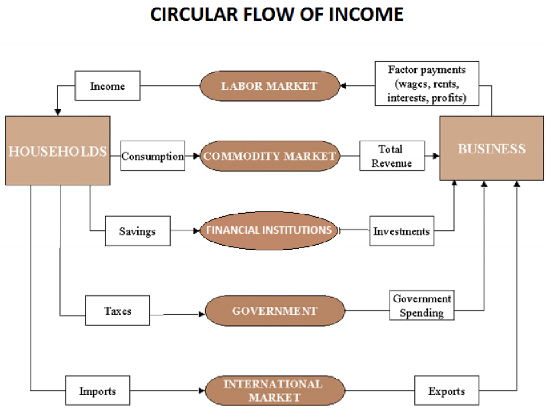 CIRCULAR FLOW OF INCOME
Income
LABOR MARKET
Factor payments
(wages, rents,
interests, profits)
HOUSEHOLDS
Consumption
COMMODITY MARKET
Total
Revenue
BUSINESS
Savings
FINANCIAL INSTITUTIONS
Investments
Taxes
GOVERNMENT
Government
Spending
Imports
INTERNATIONAL
MARKET
Exports